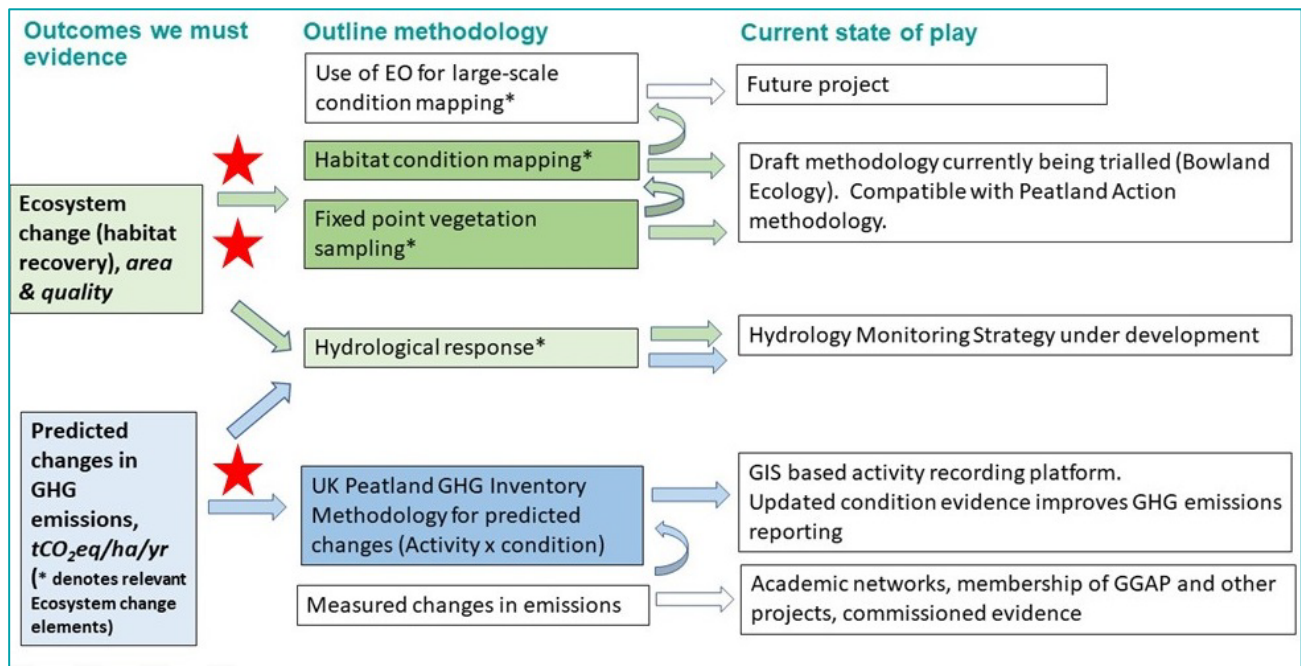 Outcomes we must
evidence
Outline methodology
Current state of play
Use of EO for large-scale
condition mapping*
Future project
Habitat condition mapping*
Draft methodology currently being trialled (Bowland
Ecology).  Compatible with Peatland Action
methodology.
Ecosystem
change (habitat
recovery), area
& quality
Fixed point vegetation
sampling*
Hydrological response*
Hydrology Monitoring Strategy under development
Predicted
changes in
GHG
emissions,
tCO₂eq/ha/yr
(* denotes relevant
Ecosystem change
elements)
UK Peatland GHG Inventory
Methodology for predicted
changes (Activity x condition)
GIS based activity recording platform.
Updated condition evidence improves GHG emissions
reporting
Measured changes in emissions
Academic networks, membership of GGAP and other
projects, commissioned evidence